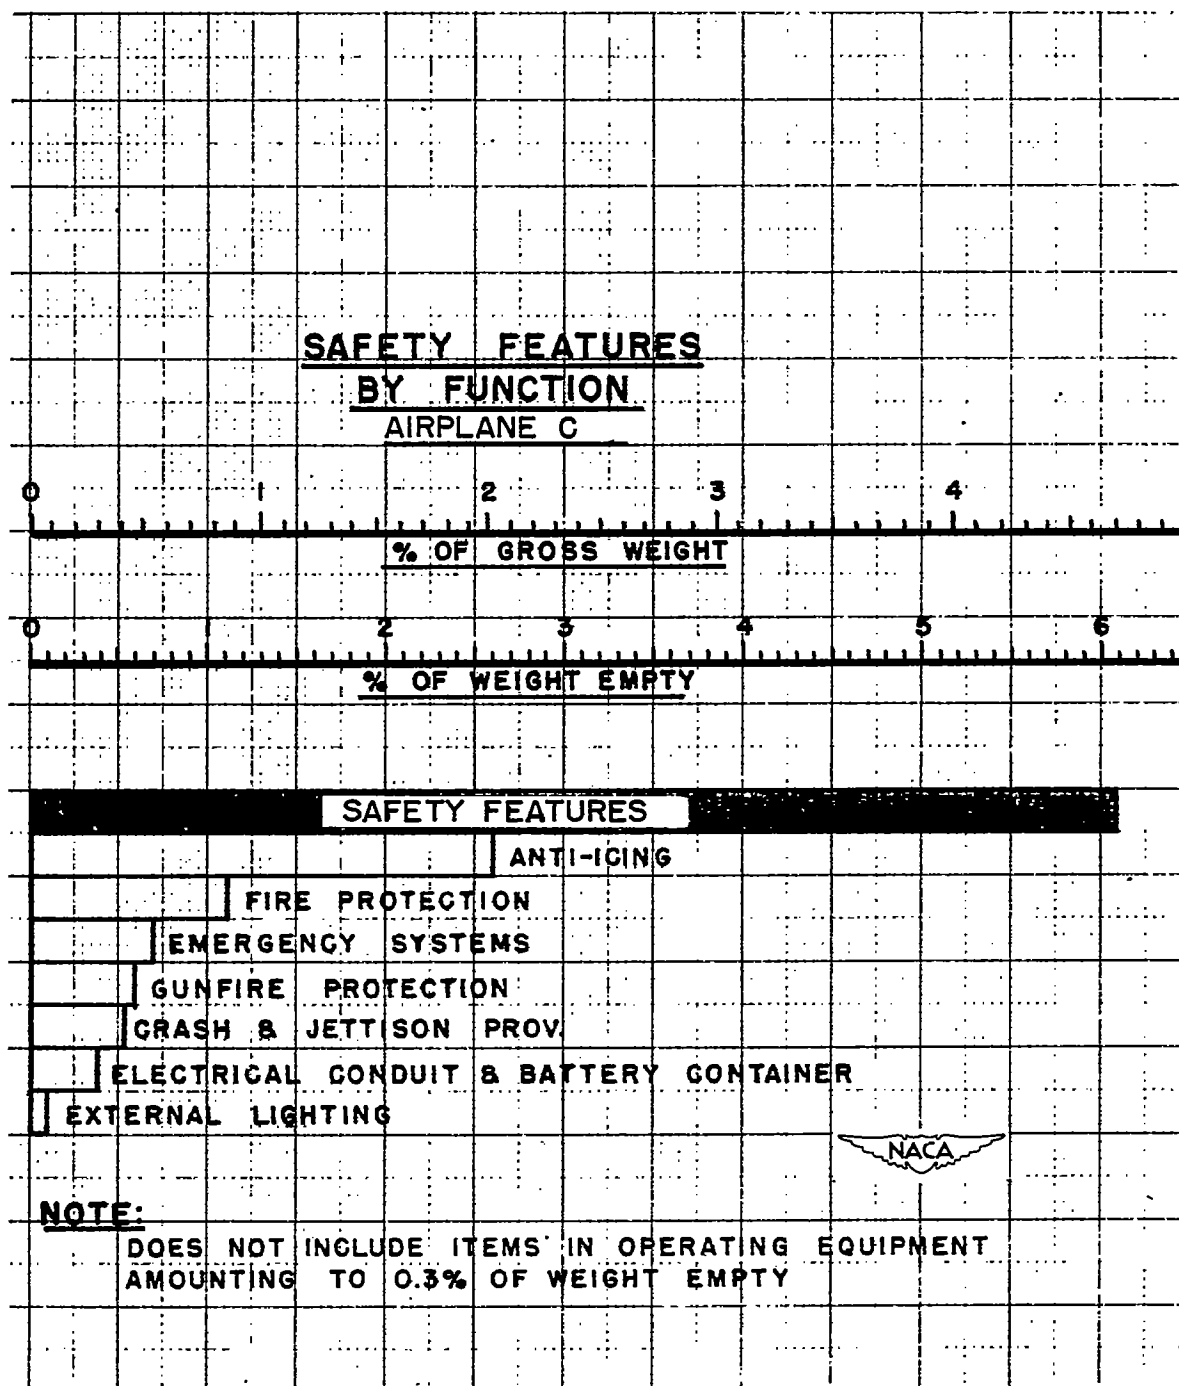 SAFETY FEATURES
BY FUNCTION
AIRPLANE C
0 1 2 3 4
% OF GROSS WEIGHT
0 1 2 3 4 5 6
% OF WEIGHT EMPTY
SAFETY FEATURES
ANTI-ICING
FIRE PROTECTION
EMERGENCY SYSTEMS
GUNFIRE PROTECTION
CRASH & JETTISON PROV.
ELECTRICAL CONDUIT & BATTERY CONTAINER
EXTERNAL LIGHTING
NACA
NOTE:
DOES NOT INCLUDE ITEMS IN OPERATING EQUIPMENT
AMOUNTING TO 0.3% OF WEIGHT EMPTY